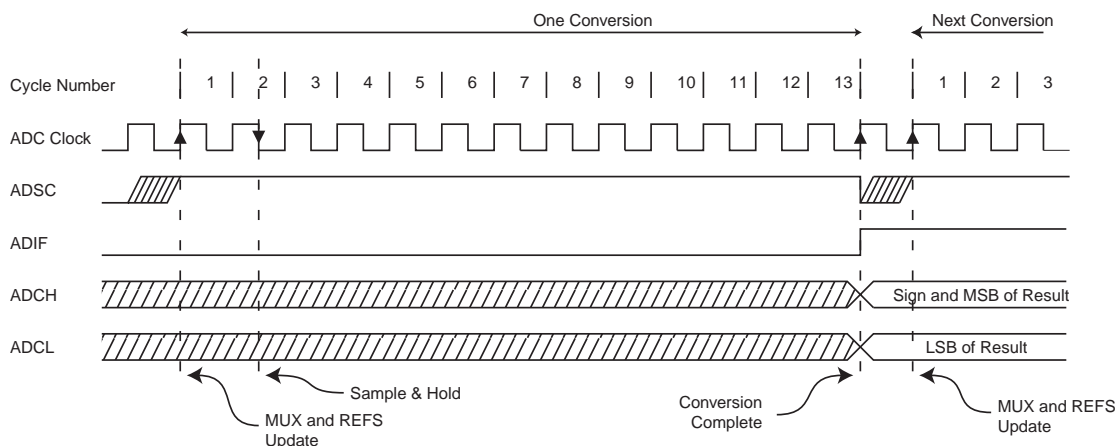 One Conversion
Next Conversion
Cycle Number 1 2 3 4 5 6 7 8 9 10 11 12 13 1 2 3
ADC Clock
ADSC
ADIF
ADCH
Sign and MSB of Result
ADCL
LSB of Result
MUX and REFS
Update
Sample & Hold
Conversion
Complete
MUX and REFS
Update